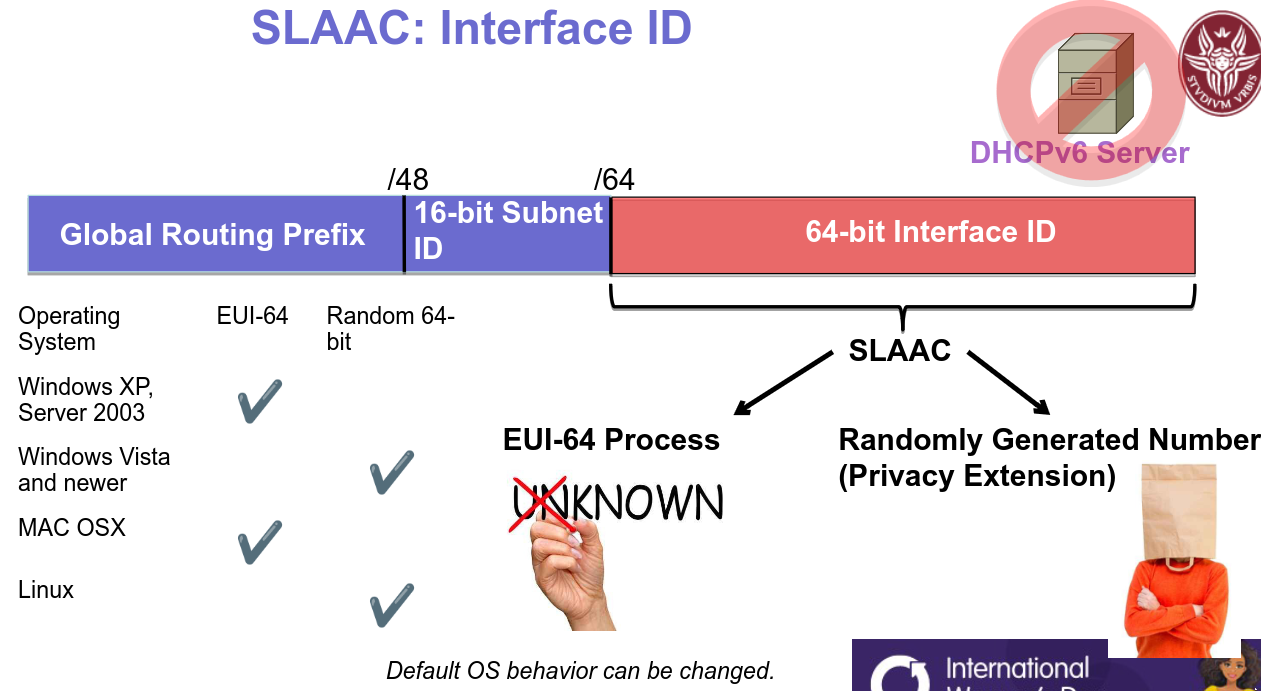 SLAAC: Interface ID
STVDIVM VRBIS
DHCPv6 Server
/48
/64
Global Routing Prefix
16-bit Subnet
ID
64-bit Interface ID
Operating
System
EUI-64
Random 64-
bit
Windows XP,
Server 2003
Windows Vista
and newer
MAC OSX
Linux
SLAAC
EUI-64 Process
UNKNOWN
Randomly Generated Number
(Privacy Extension)
Default OS behavior can be changed.
International